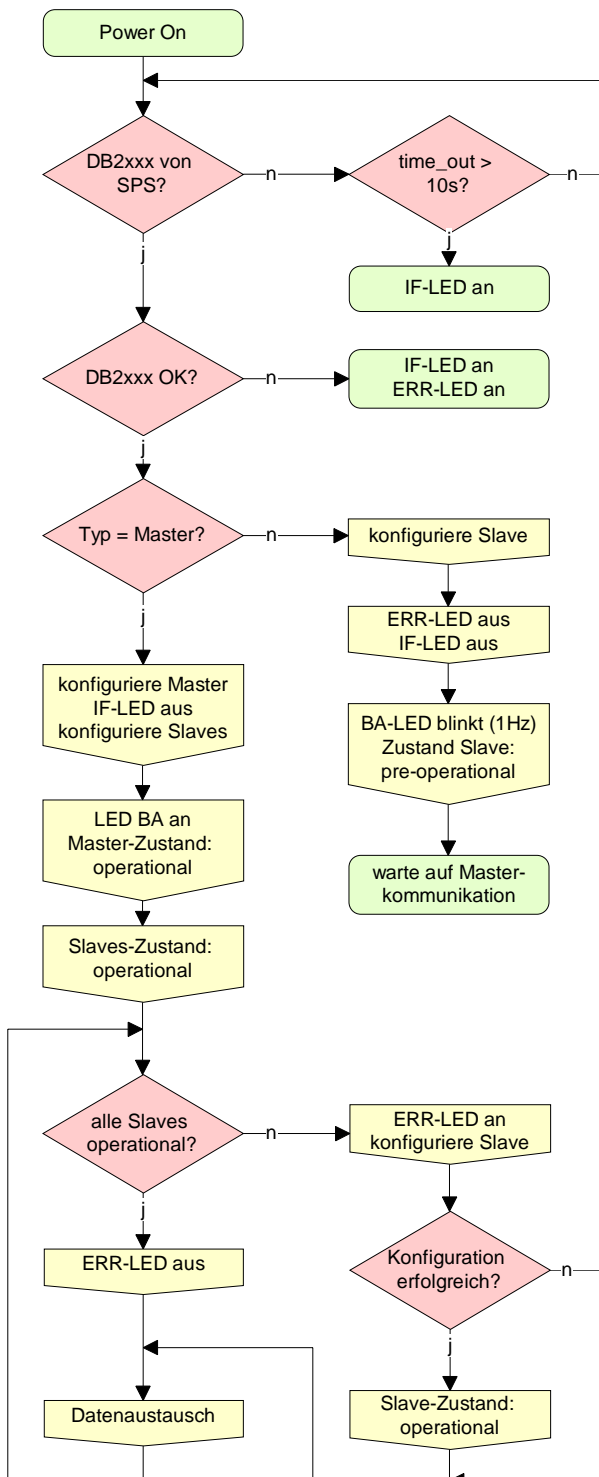 Power On
DB2xxx von
SPS?
n
time_out >
10s?
n
j
j
IF-LED an
DB2xxx OK?
n
IF-LED an
ERR-LED an
j
Typ = Master?
n
konfiguriere Slave
j
ERR-LED aus
IF-LED aus
konfiguriere Master
IF-LED aus
konfiguriere Slaves
BA-LED blinkt (1Hz)
Zustand Slave:
pre-operational
LED BA an
Master-Zustand:
operational
warte auf Master-
kommunikation
Slaves-Zustand:
operational
alle Slaves
operational?
n
ERR-LED an
konfiguriere Slave
j
ERR-LED aus
Konfiguration
erfolgreich?
n
j
Datenaustausch
Slave-Zustand:
operational